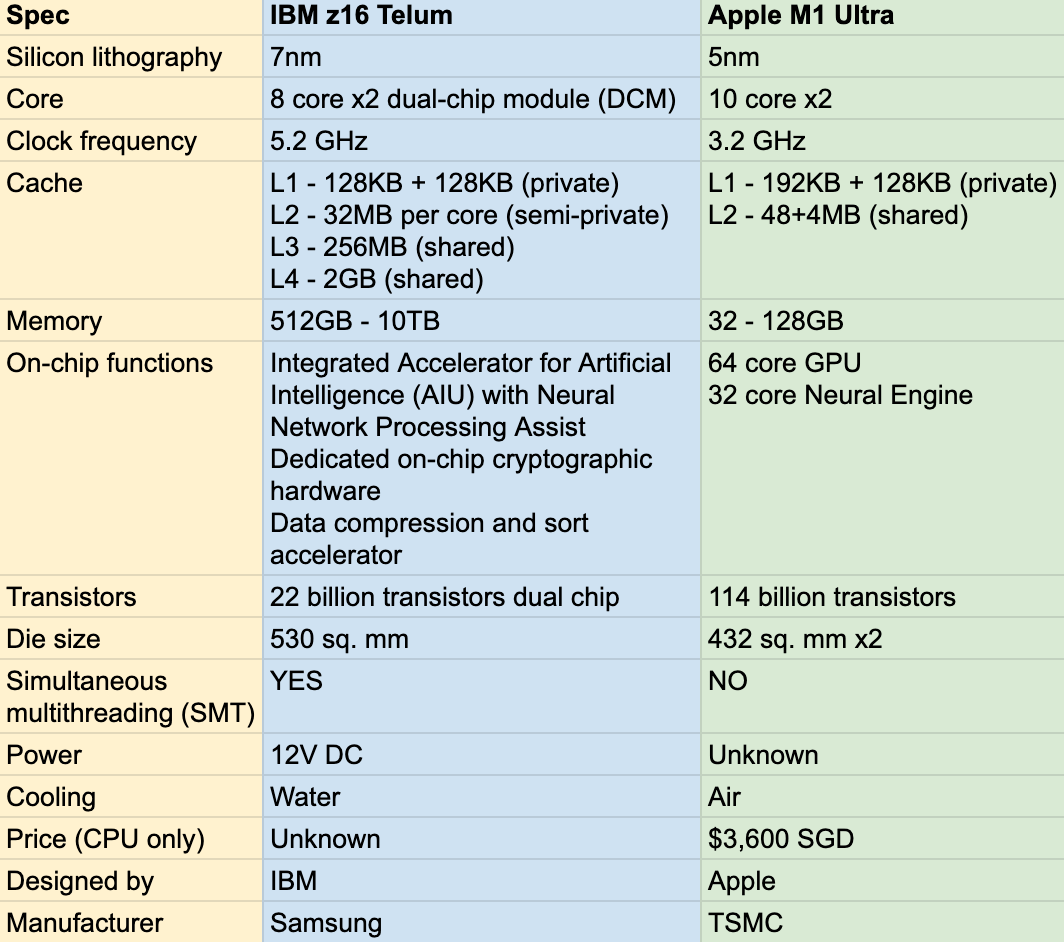 Spec IBM z16 Telum Apple M1 Ultra
Silicon lithography 7nm 5nm
Core 8 core x2 dual-chip module (DCM) 10 core x2
Clock frequency 5.2 GHz 3.2 GHz
Cache L1 - 128KB + 128KB (private) L1 - 192KB + 128KB (private)
L2 - 32MB per core (semi-private) L2 - 48+4MB (shared)
L3 - 256MB (shared)
L4 - 2GB (shared)
Memory 512GB - 10TB 32 - 128GB
On-chip functions Integrated Accelerator for Artificial 64 core GPU
Intelligence (AIU) with Neural 32 core Neural Engine
Network Processing Assist
Dedicated on-chip cryptographic
hardware
Data compression and sort
accelerator
Transistors 22 billion transistors dual chip 114 billion transistors
Die size 530 sq. mm 432 sq. mm x2
Simultaneous YES NO
multithreading (SMT)
Power 12V DC Unknown
Cooling Water Air
Price (CPU only) Unknown $3,600 SGD
Designed by IBM Apple
Manufacturer Samsung TSMC